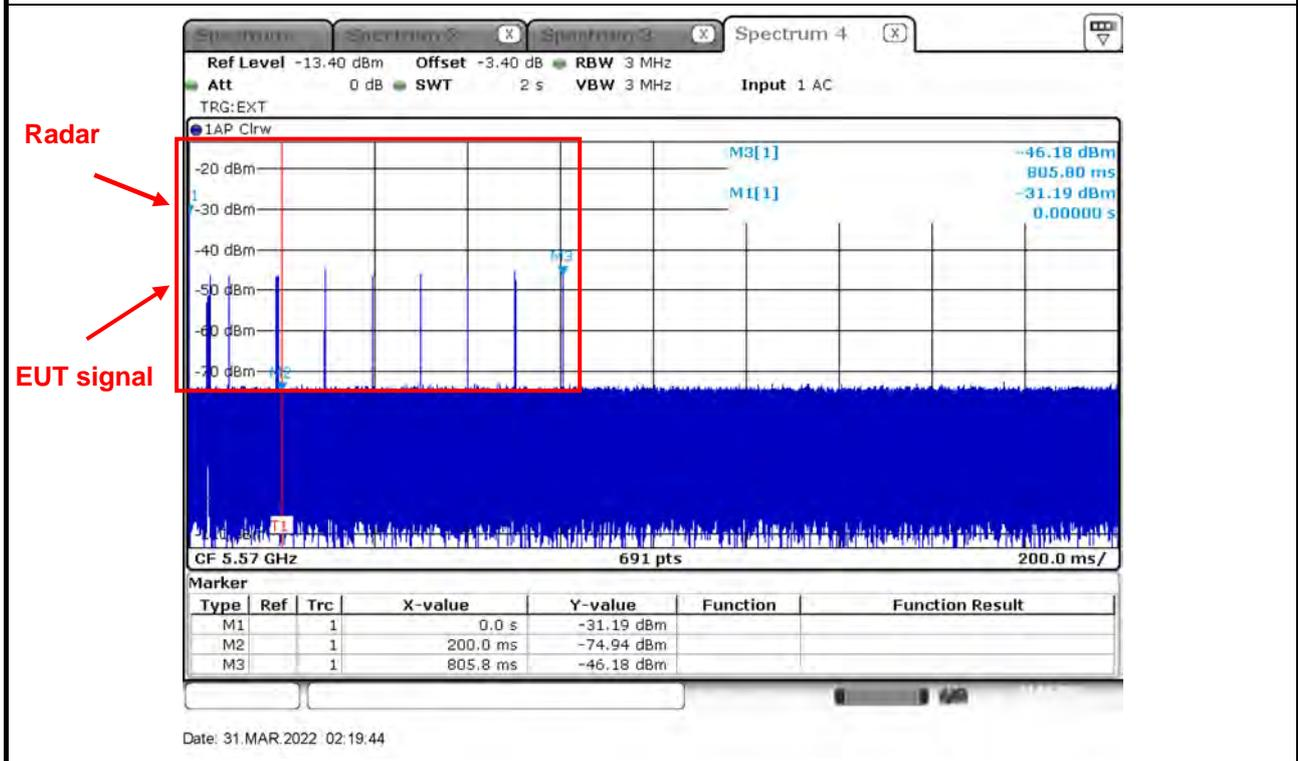 Spectrum 4
Ref Level -13.40 dBm Offset -3.40 dB RBW 3 MHz
Att 0 dB SWT 2 s VBW 3 MHz Input 1 AC
TRG:EXT
1AP Clrw
Radar
M3[1] -46.18 dBm
805.80 ms
-20 dBm
M1[1] -31.19 dBm
0.00000 s
1
-30 dBm
-40 dBm
M3
-50 dBm
-60 dBm
EUT signal
-70 dBm
M2
T1
CF 5.57 GHz 691 pts 200.0 ms/
Marker
Type Ref Trc X-value Y-value Function Function Result
M1 1 0.0 s -31.19 dBm
M2 1 200.0 ms -74.94 dBm
M3 1 805.8 ms -46.18 dBm
Date: 31.MAR.2022 02:19:44